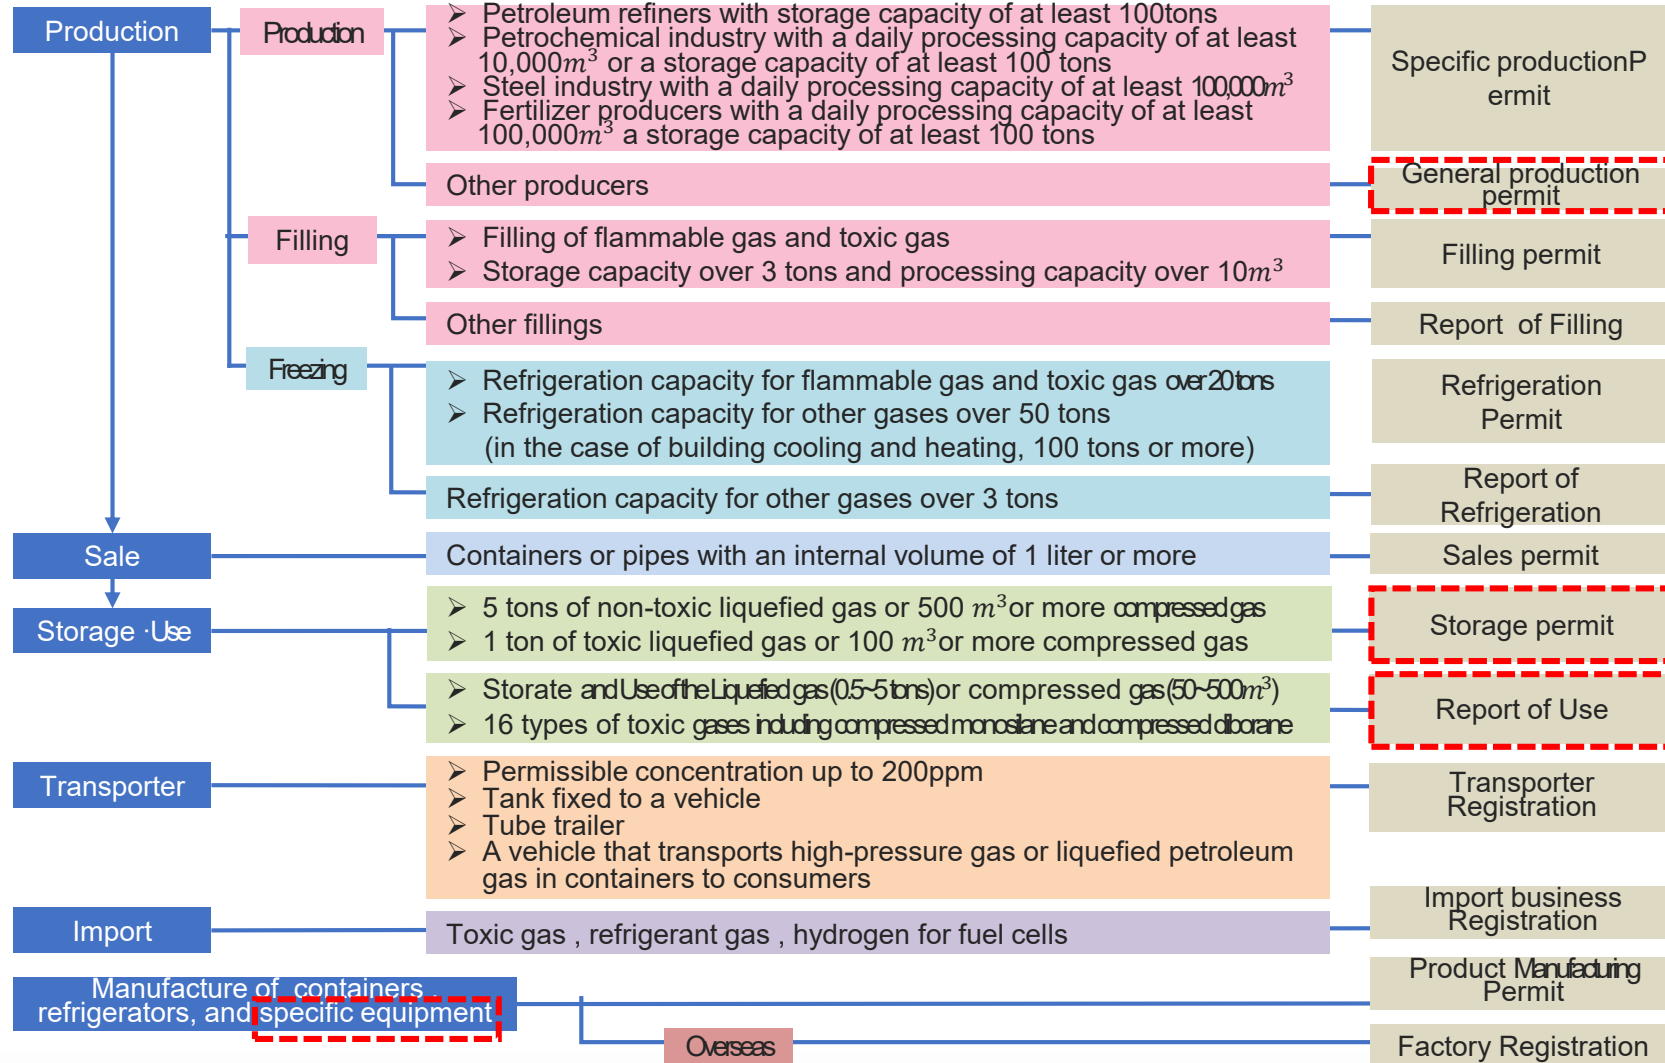 Production
Production
➢ Petroleum refiners with storage capacity of at least 100tons
➢ Petrochemical industry with a daily processing capacity of at least
10,000m³ or a storage capacity of at least 100 tons
➢ Steel industry with a daily processing capacity of at least 100,000m³
➢ Fertilizer producers with a daily processing capacity of at least
100,000m³ a storage capacity of at least 100 tons
Specific productionP
ermit
Other producers
General production
permit
Filling
➢ Filling of flammable gas and toxic gas
➢ Storage capacity over 3 tons and processing capacity over 10m³
Filling permit
Other fillings
Report of Filling
Freezing
➢ Refrigeration capacity for flammable gas and toxic gas over 20 tons
➢ Refrigeration capacity for other gases over 50 tons
(in the case of building cooling and heating, 100 tons or more)
Refrigeration
Permit
Refrigeration capacity for other gases over 3 tons
Report of
Refrigeration
Sale
Containers or pipes with an internal volume of 1 liter or more
Sales permit
Storage ·Use
➢ 5 tons of non-toxic liquefied gas or 500 m³ or more compressed gas
➢ 1 ton of toxic liquefied gas or 100 m³ or more compressed gas
Storage permit
➢ Storate and Use of the Liquefied gas (0.5~5 tons) or compressed gas (50~500m³)
➢ 16 types of toxic gases including compressed monosilane and compressed diborane
Report of Use
Transporter
➢ Permissible concentration up to 200ppm
➢ Tank fixed to a vehicle
➢ Tube trailer
➢ A vehicle that transports high-pressure gas or liquefied petroleum
gas in containers to consumers
Transporter
Registration
Import
Toxic gas , refrigerant gas , hydrogen for fuel cells
Import business
Registration
Manufacture of containers
refrigerators, and specific equipment
Product Manufacturing
Permit
Overseas
Factory Registration